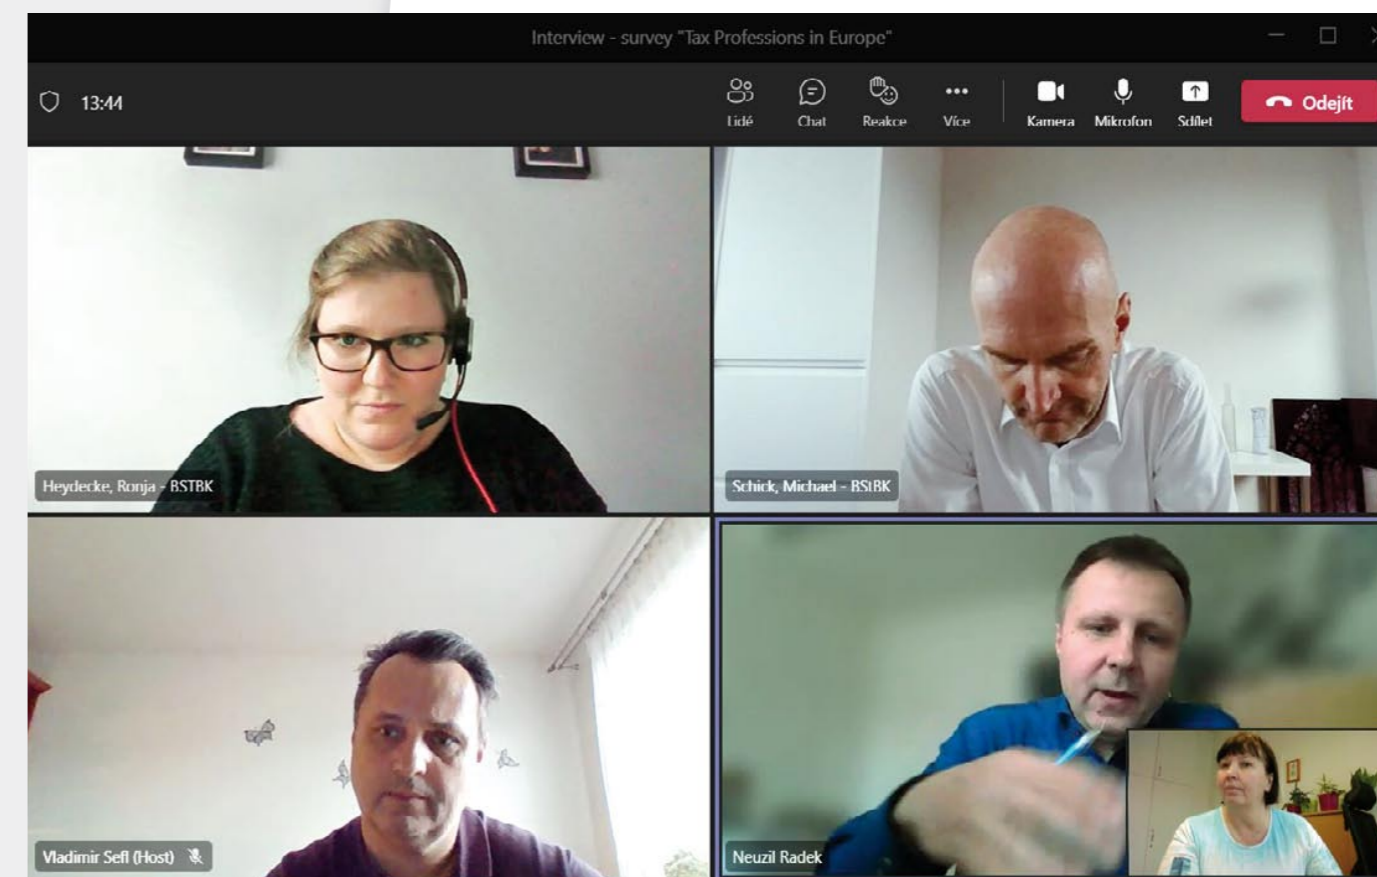 Interview - survey "Tax Professions in Europe"
13:44
Lidé
Chat
Reakce
Více
Kamera
Mikrofon
Sdílet
Odejít
Heydecke, Ronja - BSTBK
Schick, Michael - BStBK
Vladimir Sefl (Host)
Neuzil Radek